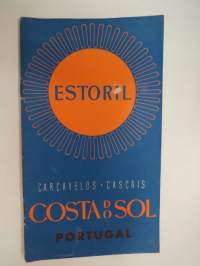 ESTORIL
CARCAVELOS - CASCAIS
COSTA DO SOL
PORTUGAL